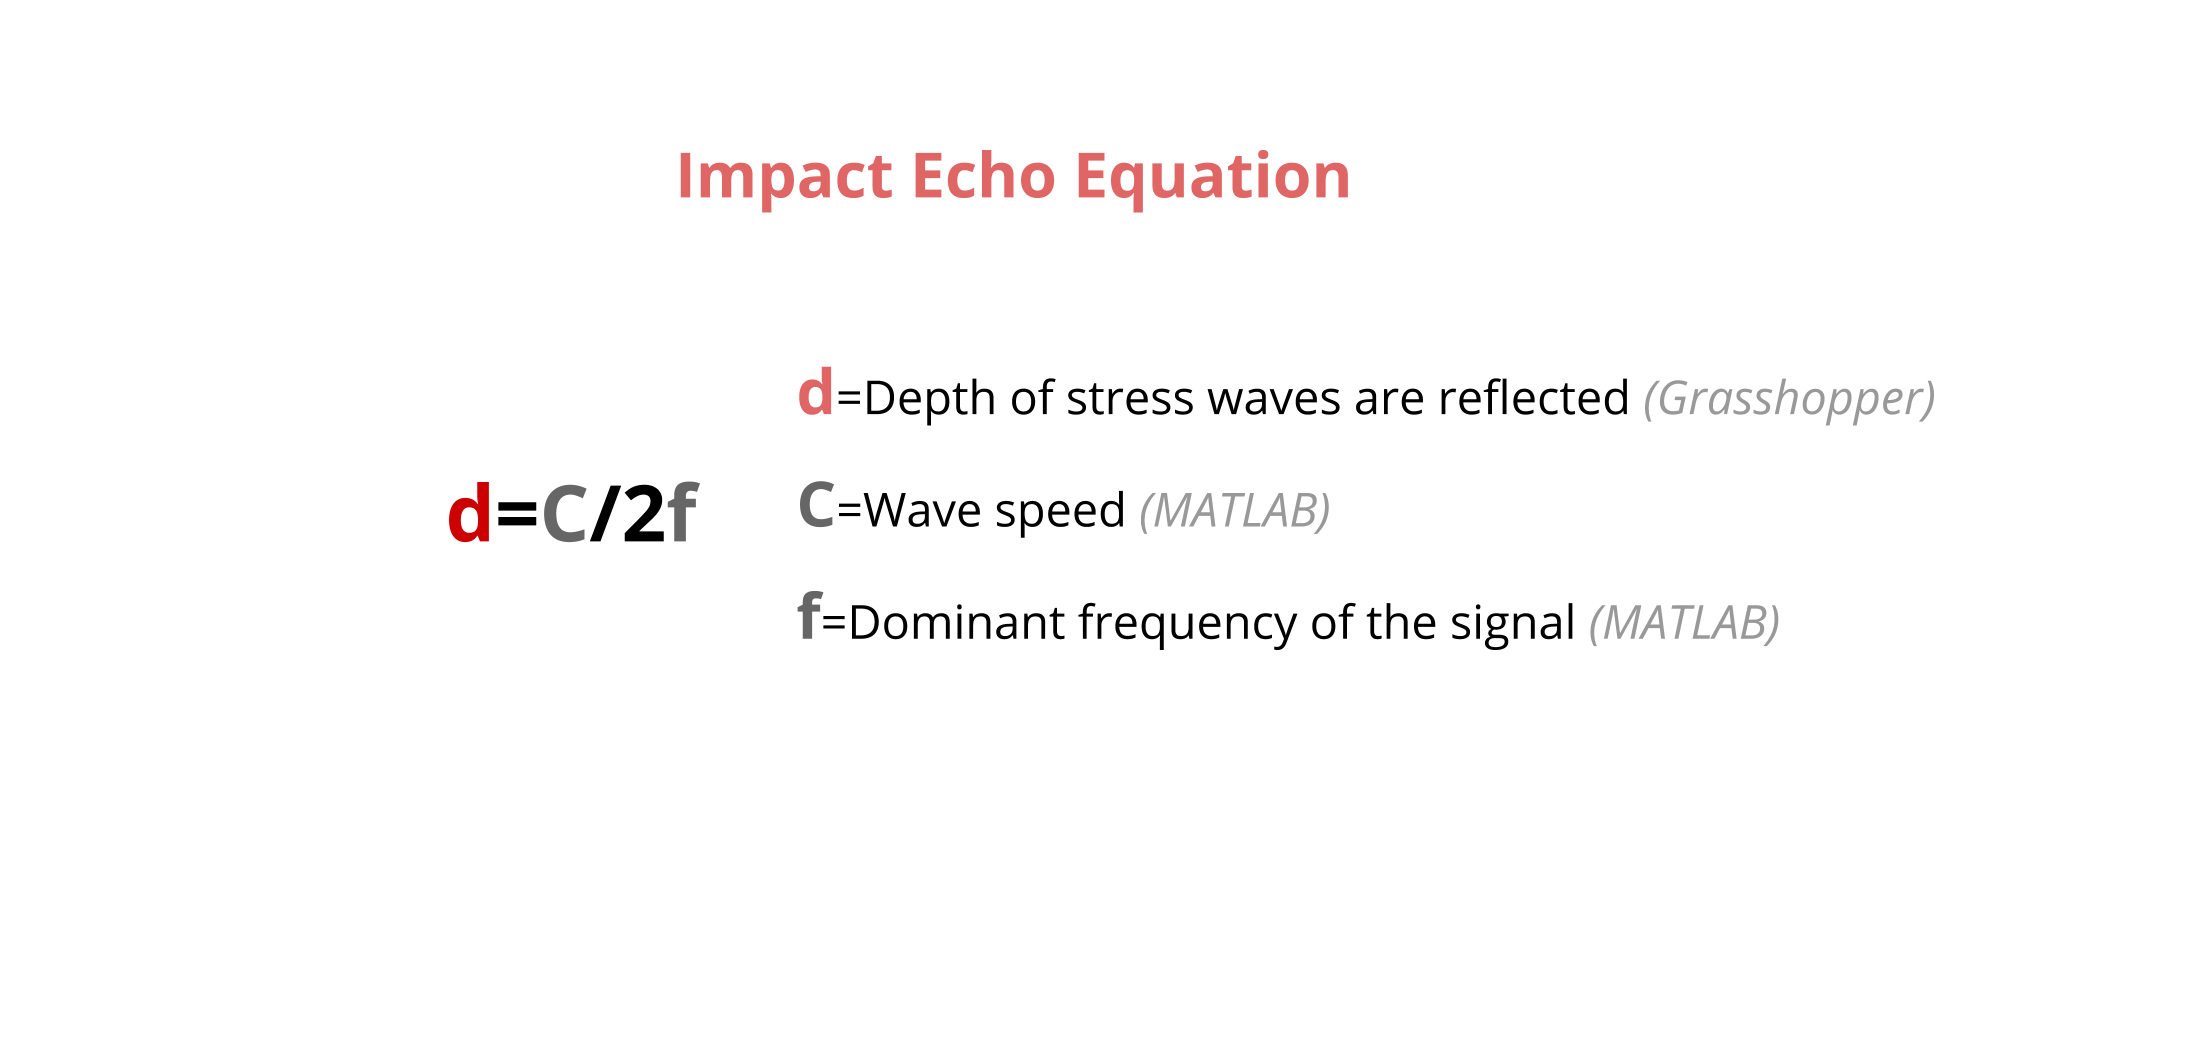 Impact Echo Equation
d=Depth of stress waves are reflected (Grasshopper)
d=C/2f
C=Wave speed (MATLAB)
f=Dominant frequency of the signal (MATLAB)